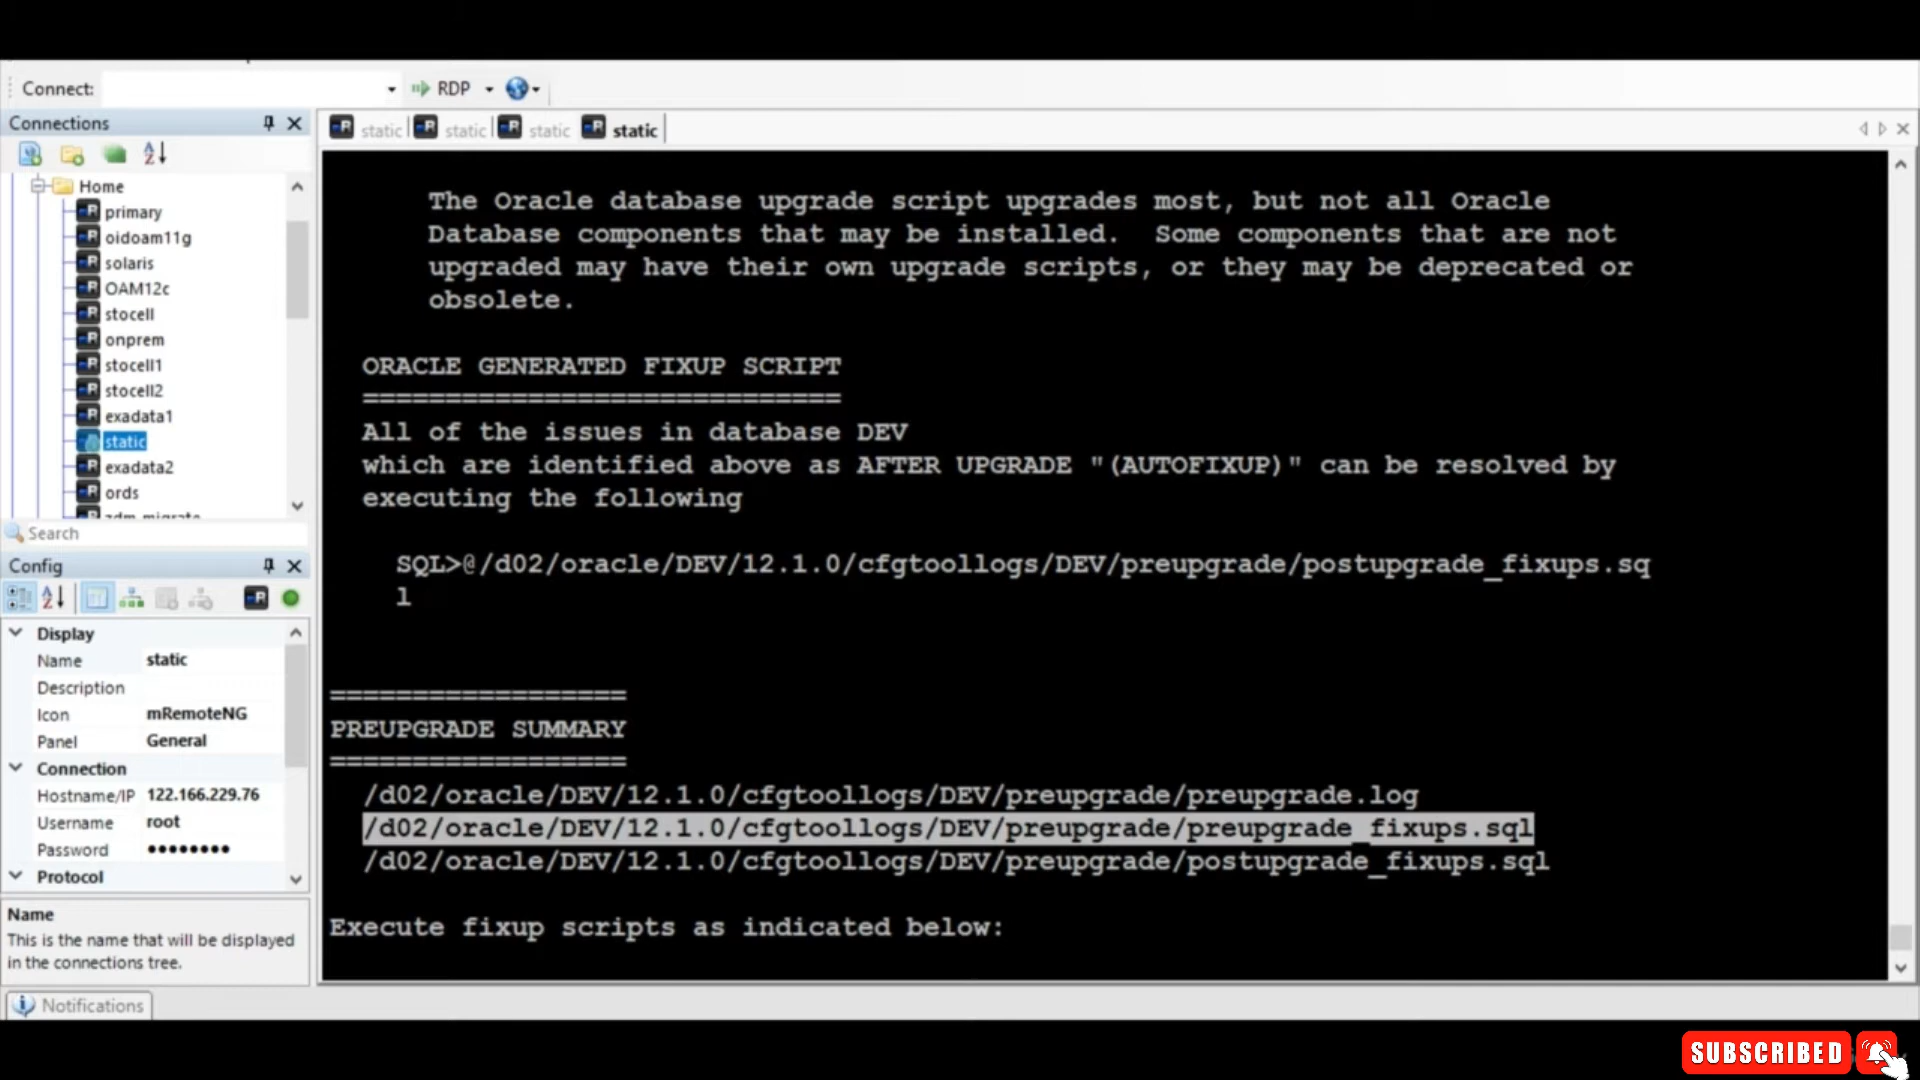 Connect:
RDP
Connections
Home
primary
oidoam11g
solaris
OAM12c
stocell
onprem
stocell1
stocell2
exadata1
static
exadata2
ords
zdm_migrate
Search
Config
Display
Name static
Description
Icon mRemoteNG
Panel General
Connection
Hostname/IP 122.166.229.76
Username root
Password ●●●●●●●●
Protocol
Name
This is the name that will be displayed
in the connections tree.
Notifications
static static static static
The Oracle database upgrade script upgrades most, but not all Oracle
Database components that may be installed.  Some components that are not
upgraded may have their own upgrade scripts, or they may be deprecated or
obsolete.
ORACLE GENERATED FIXUP SCRIPT
=============================
All of the issues in database DEV
which are identified above as AFTER UPGRADE "(AUTOFIXUP)" can be resolved by
executing the following
SQL>@/d02/oracle/DEV/12.1.0/cfgtoollogs/DEV/preupgrade/postupgrade_fixups.sq
l
==================
PREUPGRADE SUMMARY
==================
/d02/oracle/DEV/12.1.0/cfgtoollogs/DEV/preupgrade/preupgrade.log
/d02/oracle/DEV/12.1.0/cfgtoollogs/DEV/preupgrade/preupgrade_fixups.sql
/d02/oracle/DEV/12.1.0/cfgtoollogs/DEV/preupgrade/postupgrade_fixups.sql
Execute fixup scripts as indicated below:
SUBSCRIBED